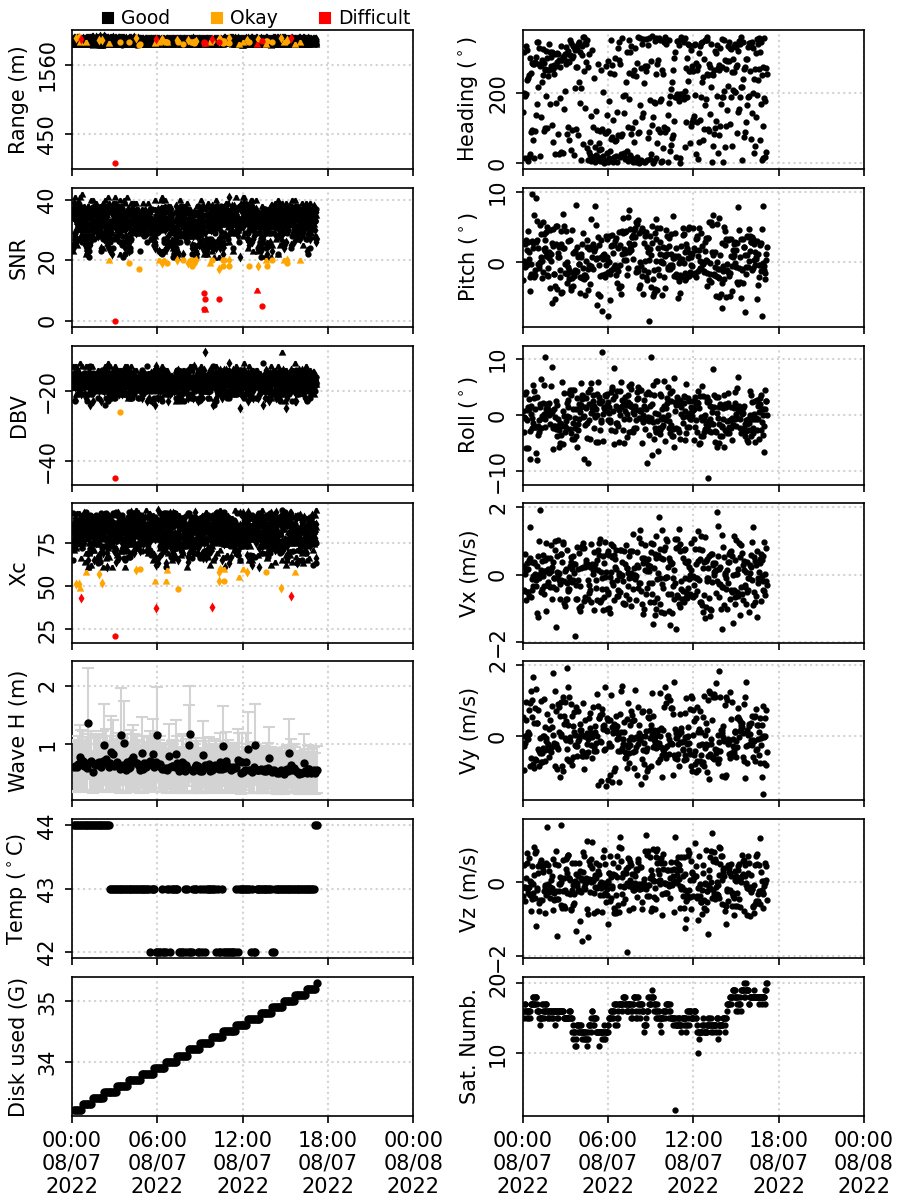 Good Okay Difficult
Range (m) 1560 450
Heading (°) 200 0
SNR 40 20 0
Pitch (°) 10 0
DBV −20 −40
Roll (°) 10 0 −10
Xc 75 50 25
Vx (m/s) 2 0 −2
Wave H (m) 2 1
Vy (m/s) 2 0
Temp (°C) 44 43 42
Vz (m/s) 0 −2
Disk used (G) 35 34
Sat. Numb. 20 10
00:00 06:00 12:00 18:00 00:00 00:00 06:00 12:00 18:00 00:00
08/07 08/07 08/07 08/07 08/08 08/07 08/07 08/07 08/07 08/08
2022 2022 2022 2022 2022 2022 2022 2022 2022 2022